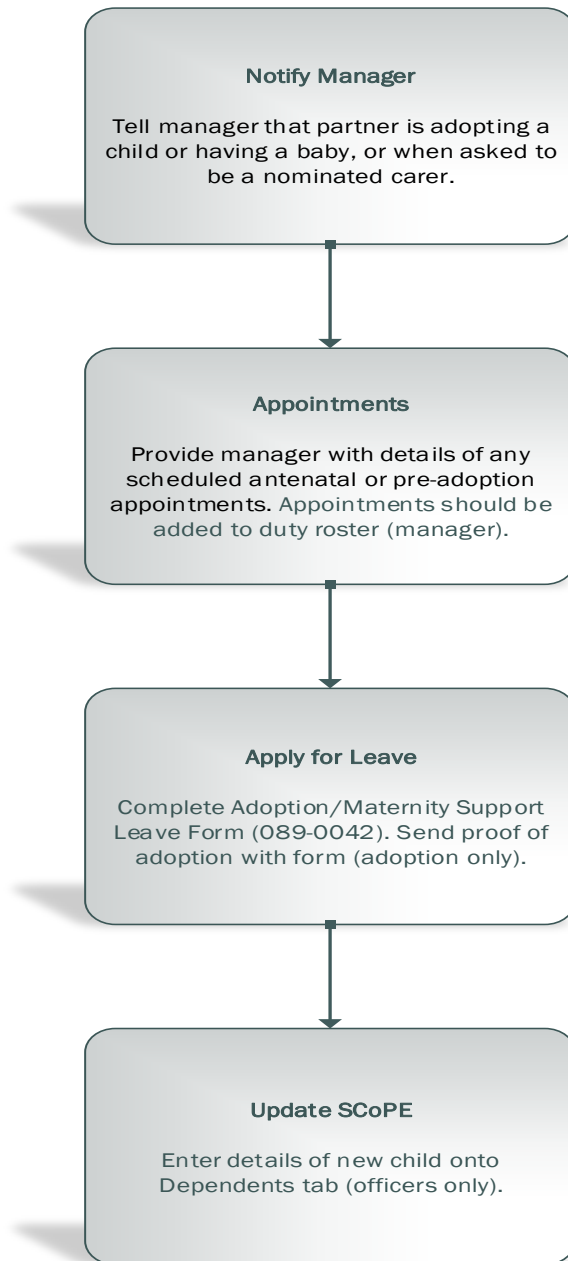 Notify Manager
Tell manager that partner is adopting a
child or having a baby, or when asked to
be a nominated carer.
Appointments
Provide manager with details of any
scheduled antenatal or pre-adoption
appointments. Appointments should be
added to duty roster (manager).
Apply for Leave
Complete Adoption/Maternity Support
Leave Form (089-0042). Send proof of
adoption with form (adoption only).
Update SCoPE
Enter details of new child onto
Dependents tab (officers only).